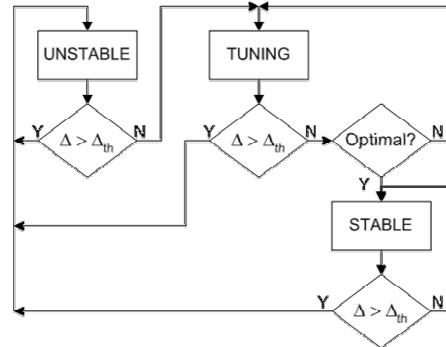 UNSTABLE
TUNING
Y Δ > Δth N
Y Δ > Δth N
Optimal?
Y N
STABLE
Y Δ > Δth N